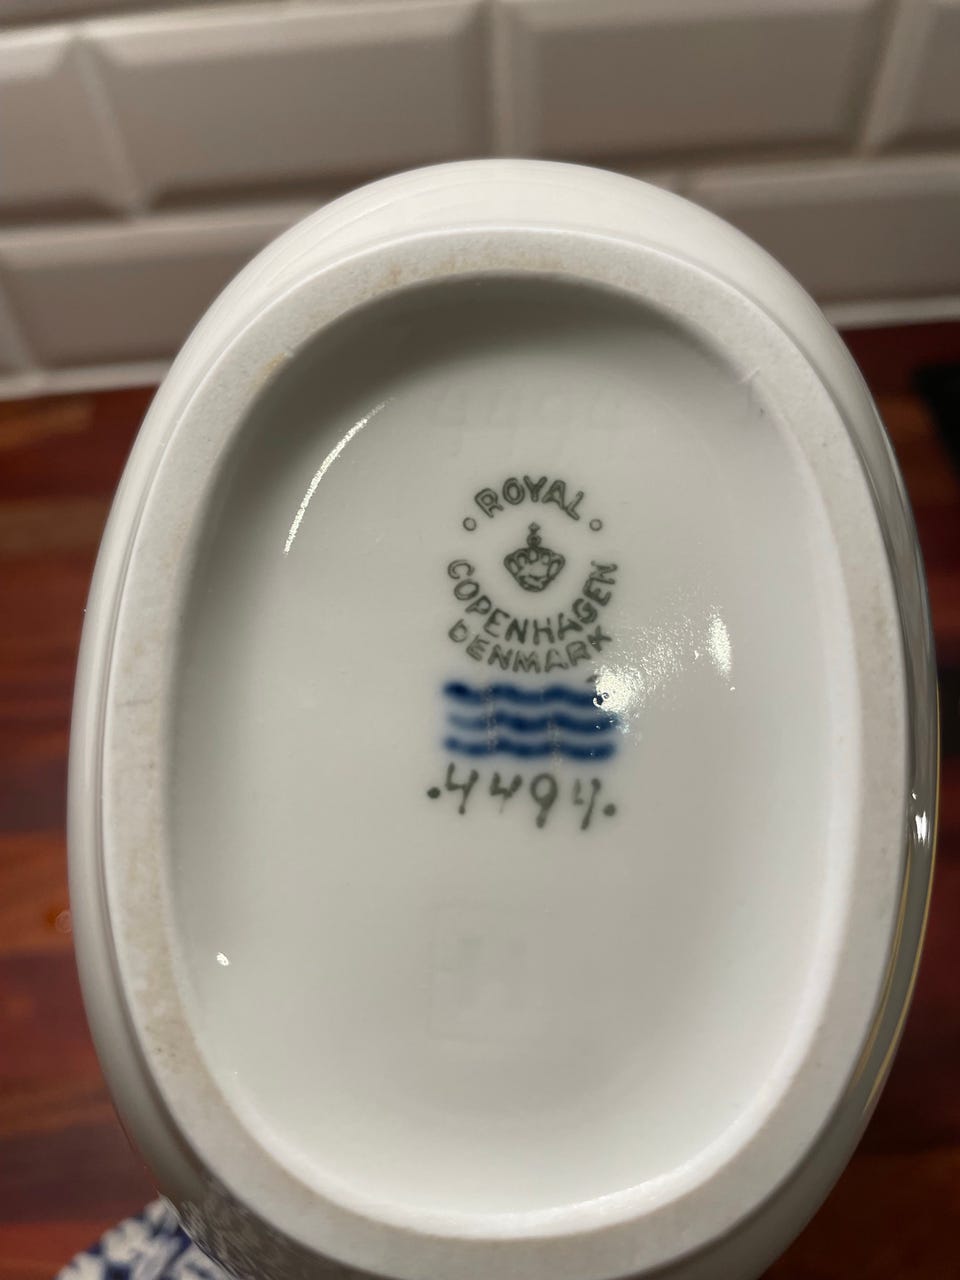 ROYAL
COPENHAGEN
DENMARK
.4494.